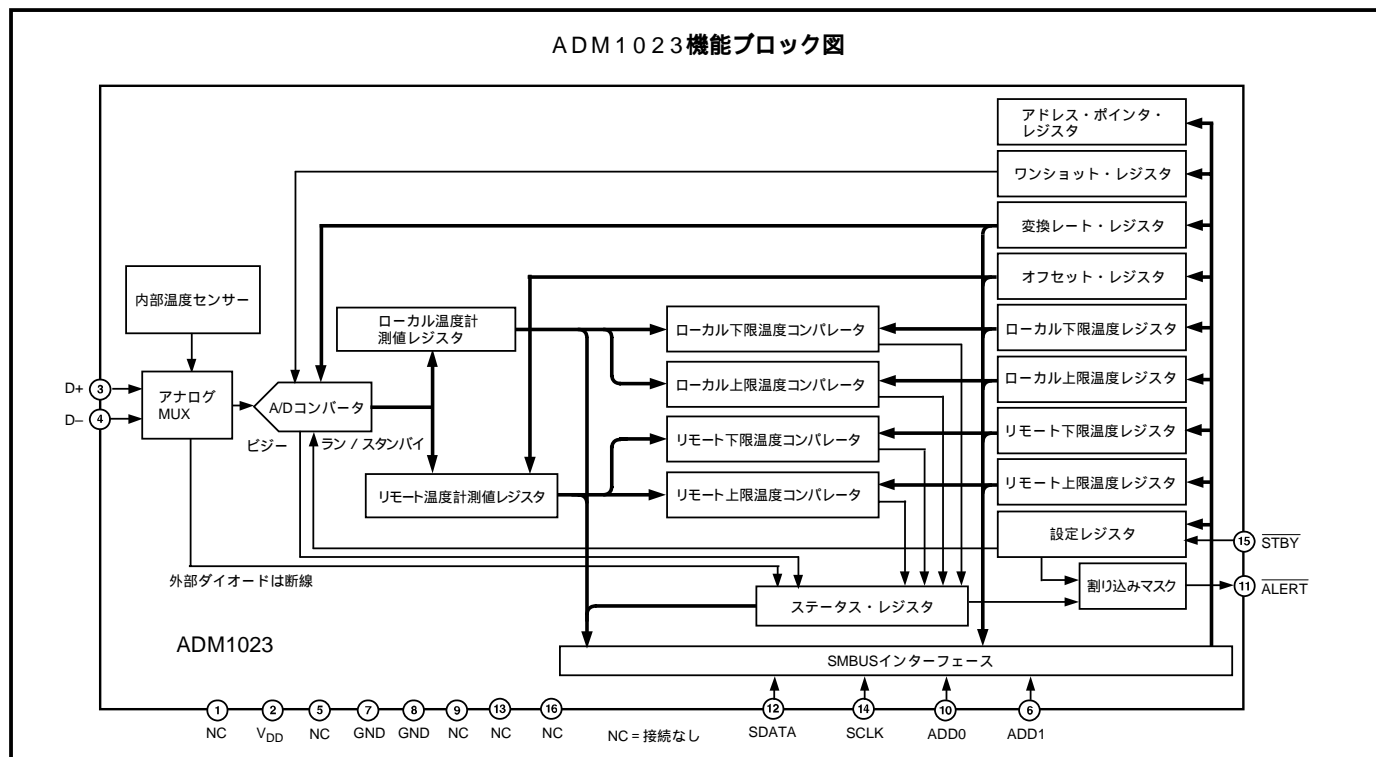 ADM1023機能ブロック図
アドレス・ポインタ・
レジスタ
ワンショット・レジスタ
変換レート・レジスタ
オフセット・レジスタ
内部温度センサー
ローカル温度計
測値レジスタ
ローカル下限温度コンパレータ
ローカル下限温度レジスタ
D+
3
D–
4
アナログ
MUX
A/Dコンバータ
ローカル上限温度コンパレータ
ローカル上限温度レジスタ
ビジー
ラン / スタンバイ
リモート下限温度コンパレータ
リモート下限温度レジスタ
リモート温度計測値レジスタ
リモート上限温度コンパレータ
リモート上限温度レジスタ
設定レジスタ
15
STBY
外部ダイオードは断線
ステータス・レジスタ
割り込みマスク
11
ALERT
ADM1023
SMBUSインターフェース
1
2
5
7
8
9
13
16
12
14
10
6
NC
VDD
NC
GND
GND
NC
NC
NC
NC = 接続なし
SDATA
SCLK
ADD0
ADD1